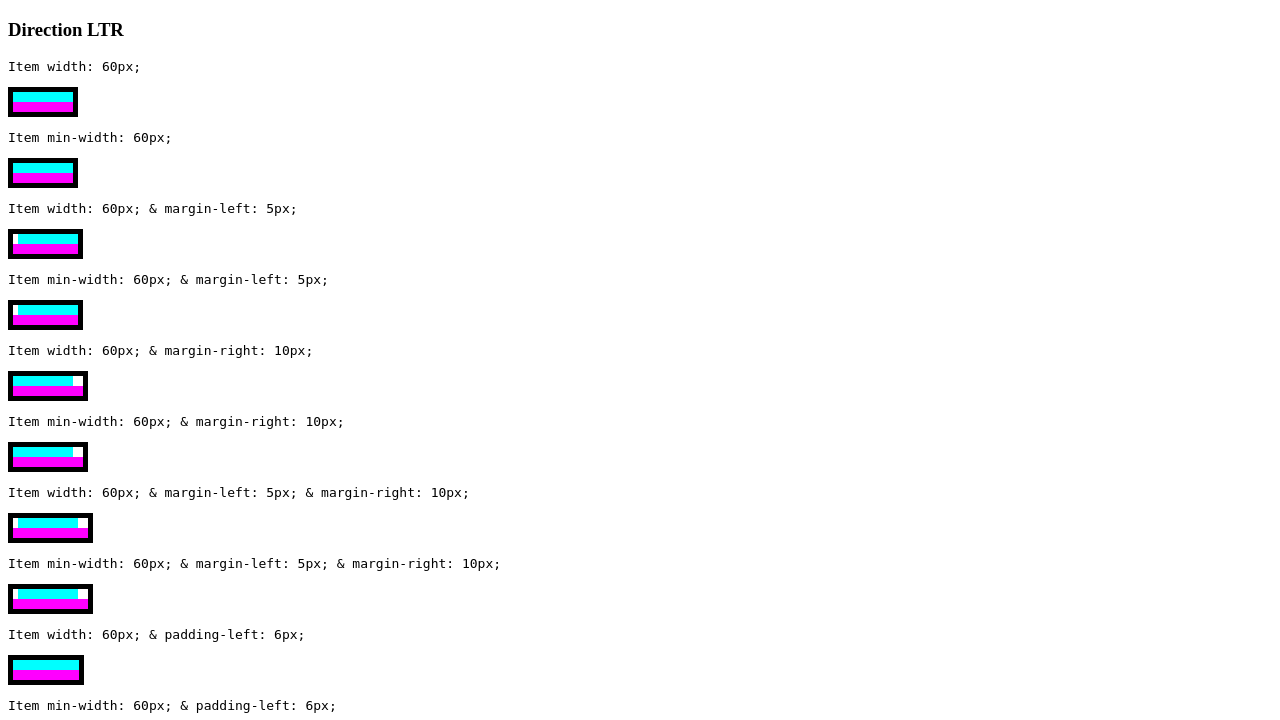 Direction LTR
Item width: 60px;
Item min-width: 60px;
Item width: 60px; & margin-left: 5px;
Item min-width: 60px; & margin-left: 5px;
Item width: 60px; & margin-right: 10px;
Item min-width: 60px; & margin-right: 10px;
Item width: 60px; & margin-left: 5px; & margin-right: 10px;
Item min-width: 60px; & margin-left: 5px; & margin-right: 10px;
Item width: 60px; & padding-left: 6px;
Item min-width: 60px; & padding-left: 6px;